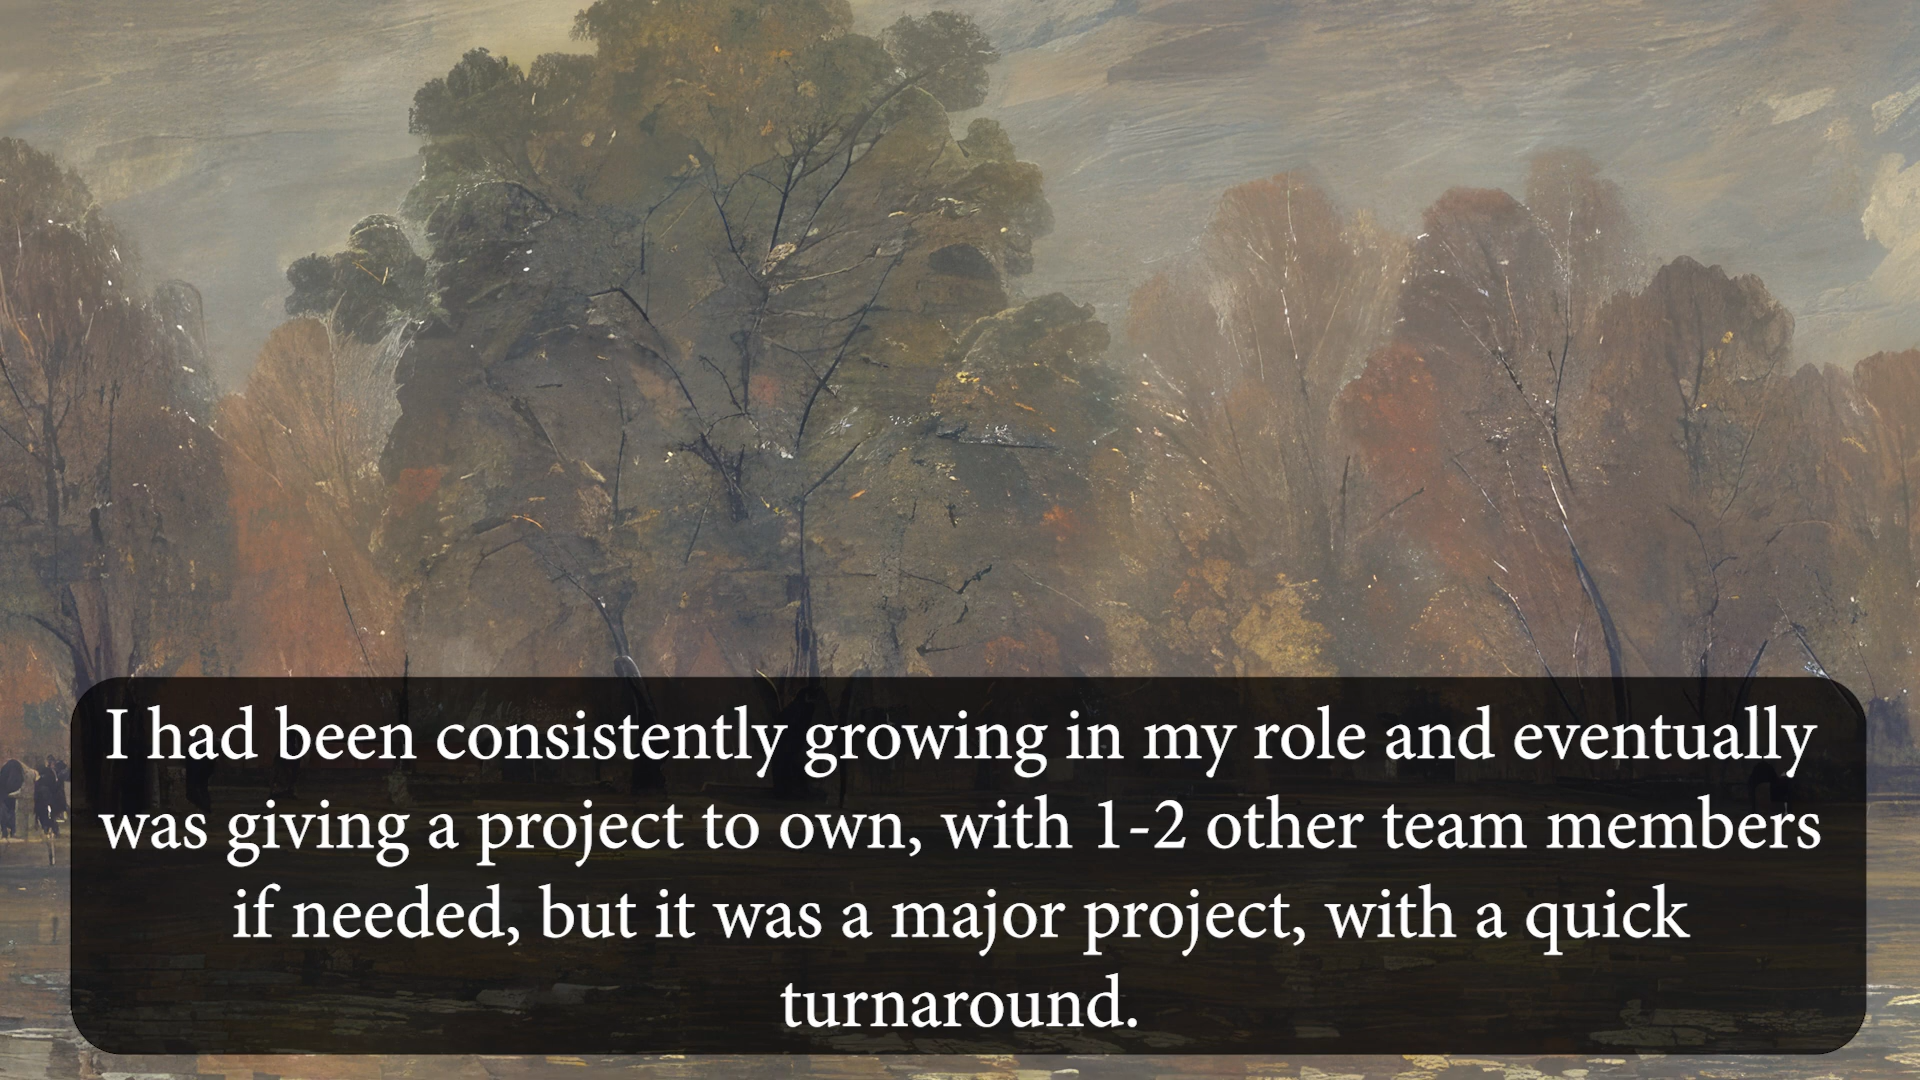 I had been consistently growing in my role and eventually
was giving a project to own, with 1-2 other team members
if needed, but it was a major project, with a quick
turnaround.